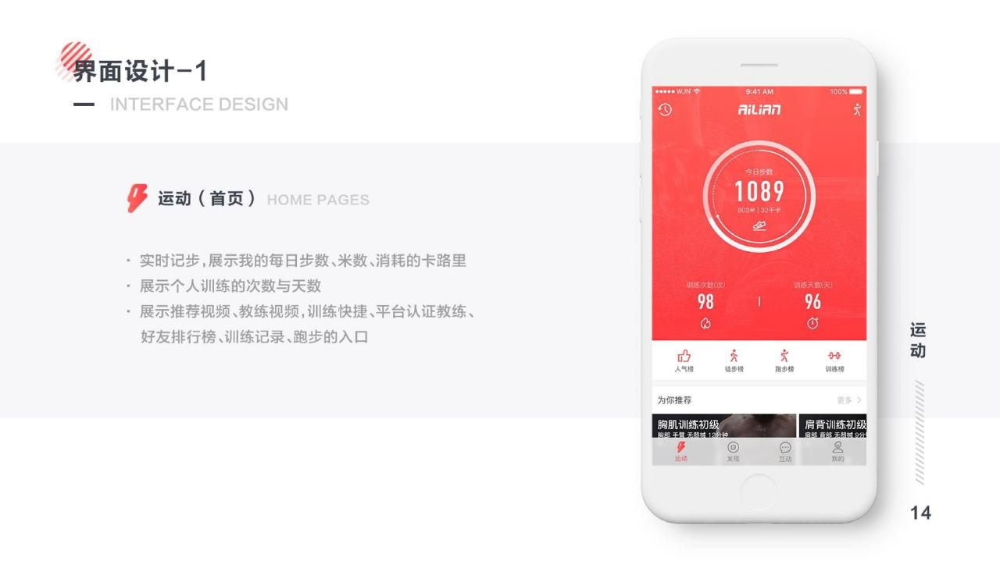 界面设计-1
INTERFACE DESIGN
运动（首页） HOME PAGES
· 实时记步,展示我的每日步数、米数、消耗的卡路里
· 展示个人训练的次数与天数
· 展示推荐视频、教练视频,训练快捷、平台认证教练、
好友排行榜、训练记录、跑步的入口
WJN 9:41 AM 100%
AiLiAN
今日步数
1089
803米 | 32千卡
训练次数(次) 训练天数(天)
98 96
人气榜 徒步榜 跑步榜 训练榜
为你推荐 更多
胸肌训练初级 肩背训练初级
胸部 手臂 无器械 12分钟 肩部 背部 无器械 9分
运动 发现 互动 我的
运动
14